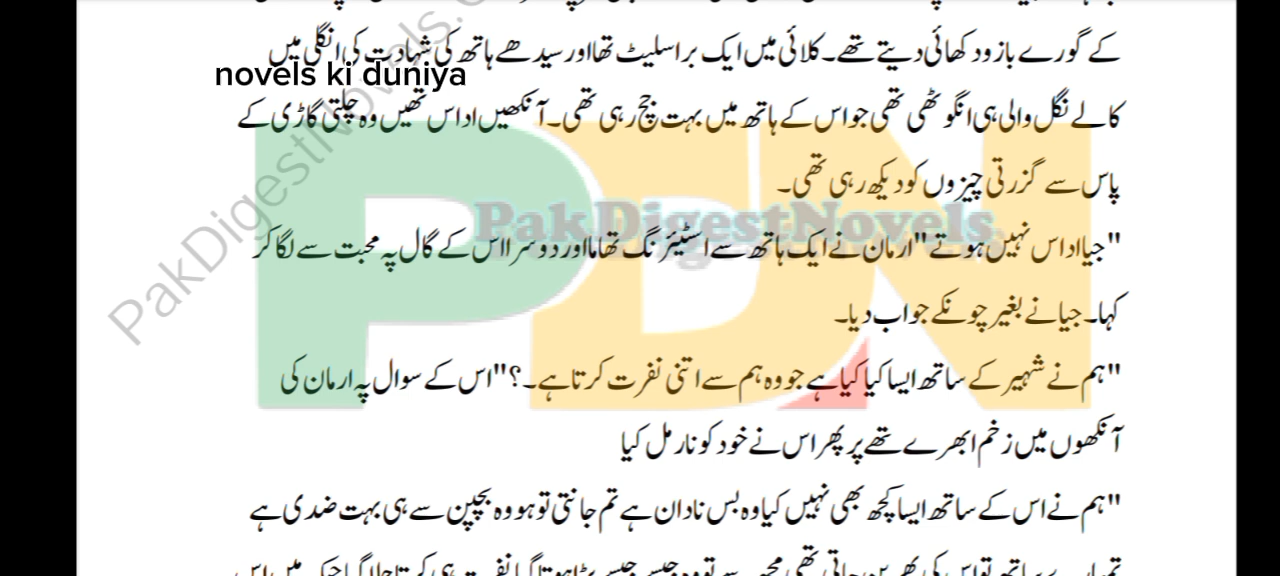 کے گورے بازو دکھائی دیتے تھے۔ کلائی میں ایک براسلیٹ تھا اور سیدھے ہاتھ کی شہادت کی انگلی میں
novels ki duniya
کالے نگل والی ہی انگوٹھی تھی جو اس کے ہاتھ میں بہت جچ رہی تھی۔ آنکھیں اداس تھیں وہ چلتی گاڑی کے
پاس سے گزرتی چیزوں کو دیکھ رہی تھی۔
PakDigestNovels
"جیا اداس نہیں ہوتے" ارمان نے ایک ہاتھ سے اسٹیئرنگ تھاما اور دوسرا اس کے گال پہ محبت سے لگا کر
کہا۔ جیا نے بغیر چونکے جواب دیا۔
"ہم نے شہیر کے ساتھ ایسا کیا کیا ہے جو وہ ہم سے اتنی نفرت کرتا ہے۔؟" اس کے سوال پہ ارمان کی
آنکھوں میں زخم ابھرے تھے پر پھر اس نے خود کو نارمل کیا
"ہم نے اس کے ساتھ ایسا کچھ بھی نہیں کیا وہ بس نادان ہے تم جانتی تو ہو وہ بچپن سے ہی بہت ضدی ہے
PDN
PakDigestNovels.